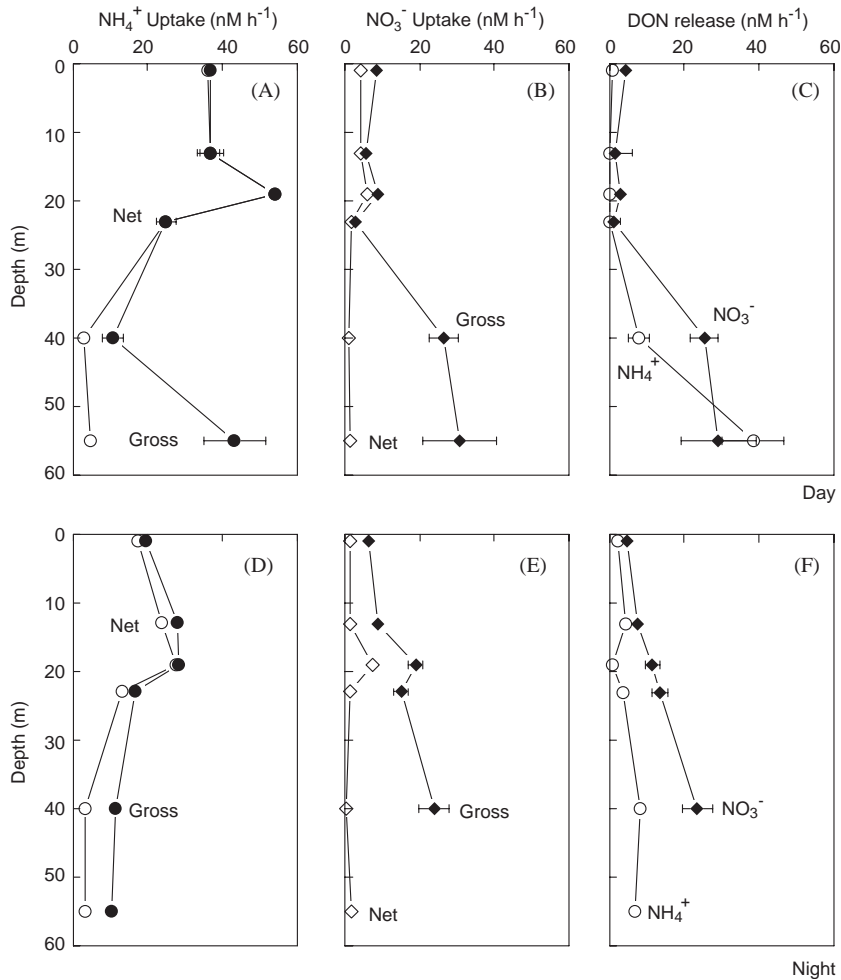 NH4+ Uptake (nM h-1)
NO3- Uptake (nM h-1)
DON release (nM h-1)
0 20 40 60
0 20 40 60
0 20 40 60
0
10
20
30
40
50
60
Depth (m)
(A)
Net
Gross
(B)
Gross
Net
(C)
NO3-
NH4+
Day
0
10
20
30
40
50
60
Depth (m)
(D)
Net
Gross
(E)
Gross
Net
(F)
NO3-
NH4+
Night